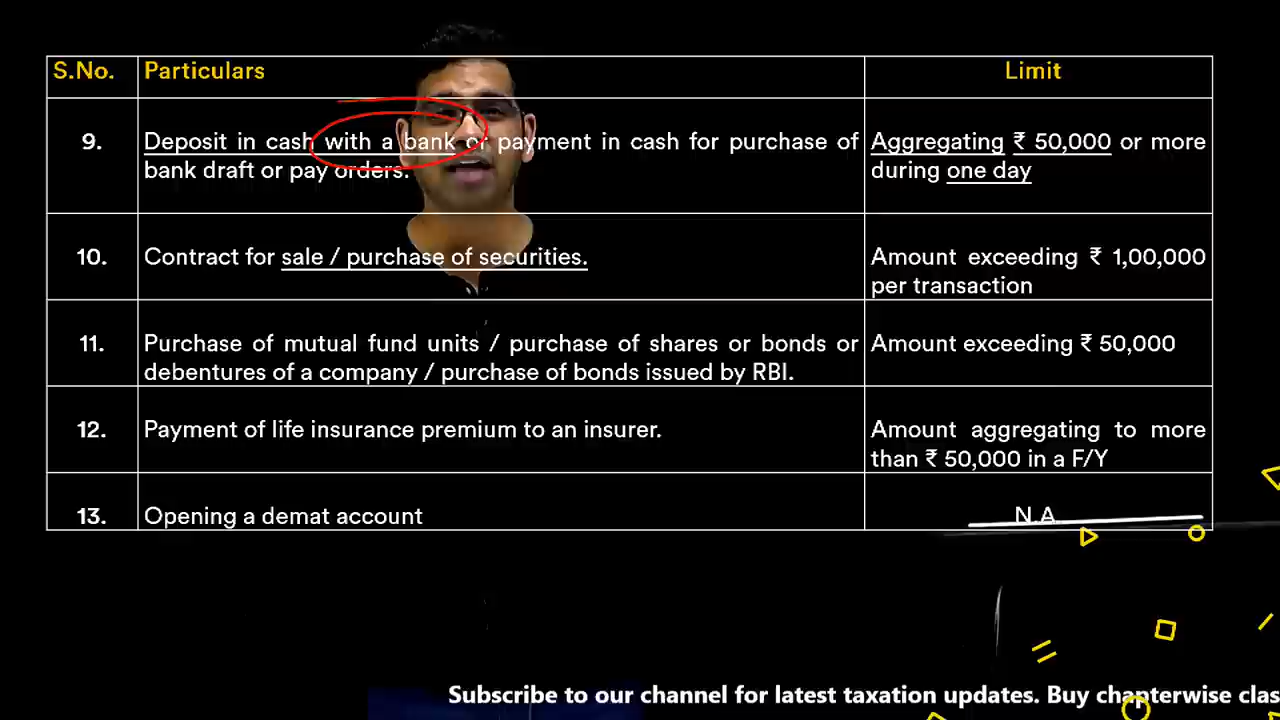 S.No. Particulars Limit
9. Deposit in cash with a bank or payment in cash for purchase of bank draft or pay orders. Aggregating ₹ 50,000 or more during one day
10. Contract for sale / purchase of securities. Amount exceeding ₹ 1,00,000 per transaction
11. Purchase of mutual fund units / purchase of shares or bonds or debentures of a company / purchase of bonds issued by RBI. Amount exceeding ₹ 50,000
12. Payment of life insurance premium to an insurer. Amount aggregating to more than ₹ 50,000 in a F/Y
13. Opening a demat account N.A
Subscribe to our channel for latest taxation updates. Buy chapterwise clas